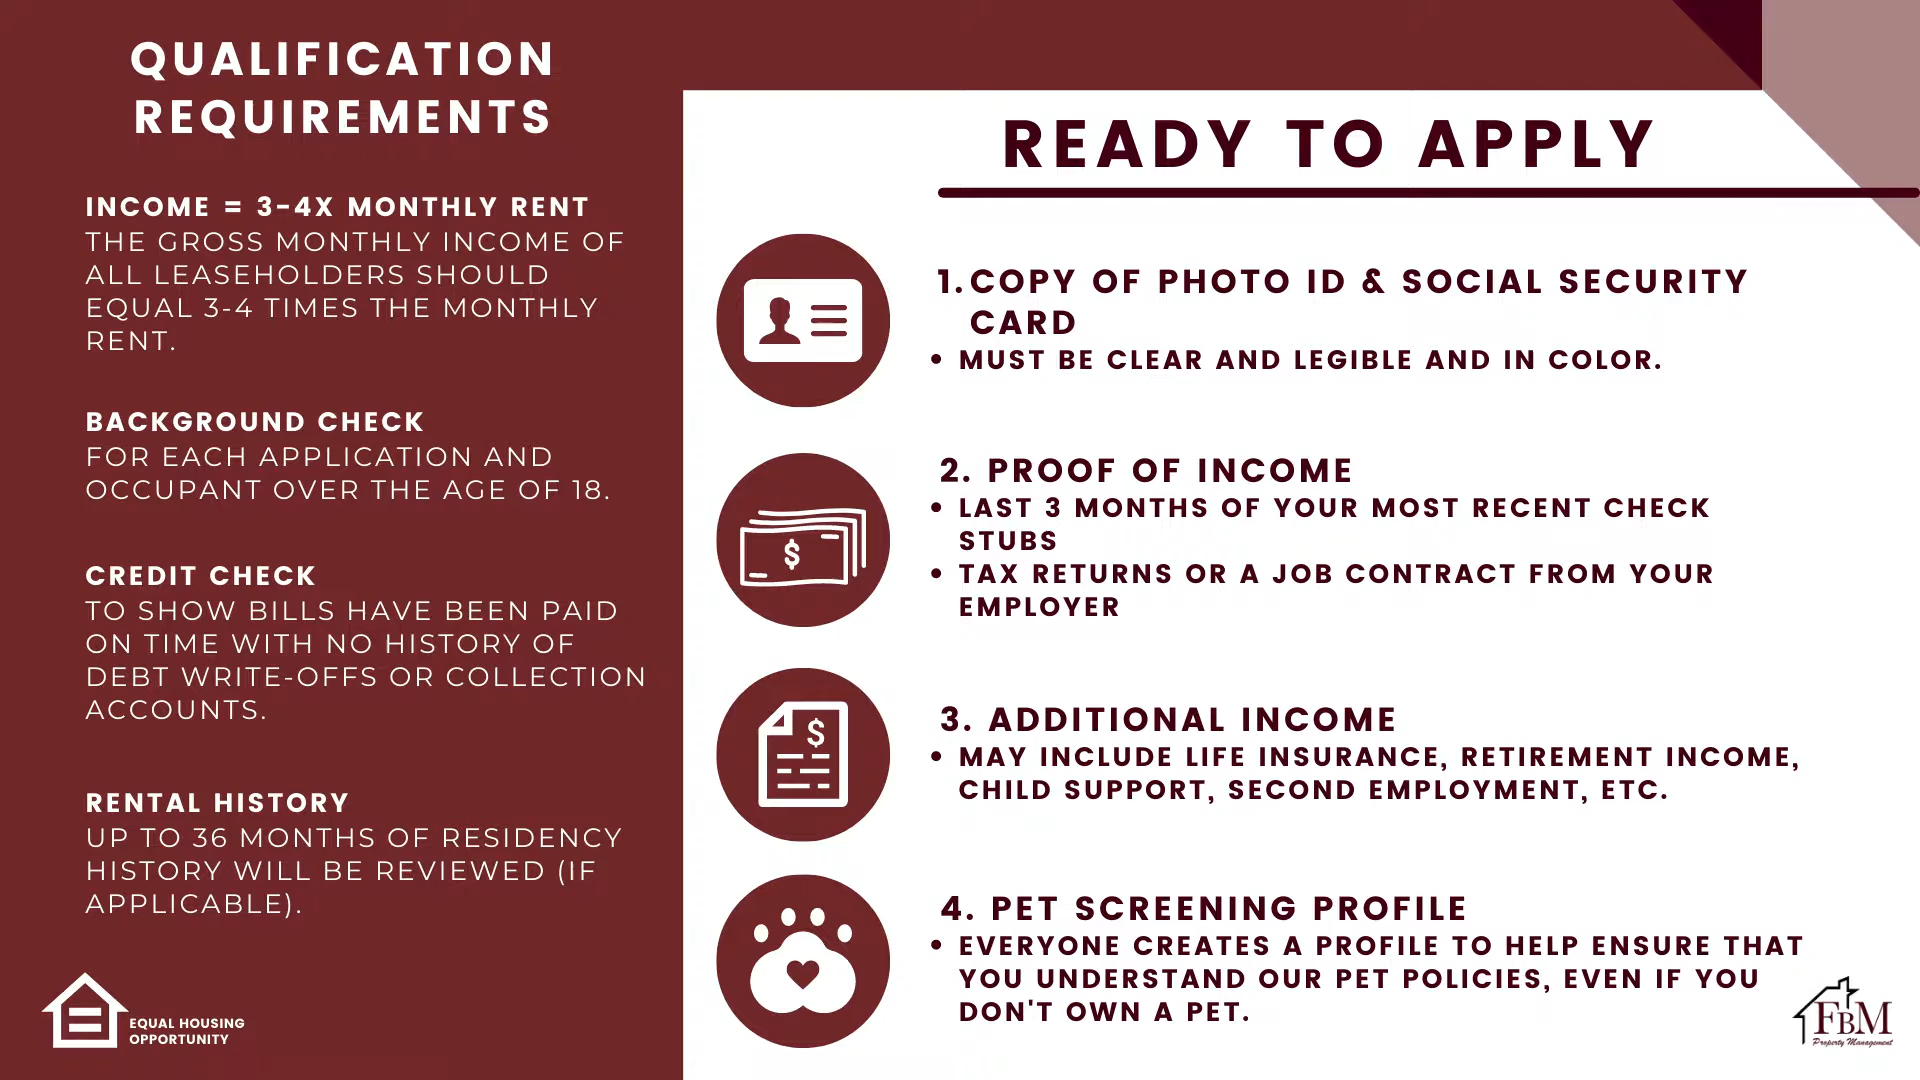 QUALIFICATION
REQUIREMENTS
INCOME = 3-4X MONTHLY RENT
THE GROSS MONTHLY INCOME OF
ALL LEASEHOLDERS SHOULD
EQUAL 3-4 TIMES THE MONTHLY
RENT.
BACKGROUND CHECK
FOR EACH APPLICATION AND
OCCUPANT OVER THE AGE OF 18.
CREDIT CHECK
TO SHOW BILLS HAVE BEEN PAID
ON TIME WITH NO HISTORY OF
DEBT WRITE-OFFS OR COLLECTION
ACCOUNTS.
RENTAL HISTORY
UP TO 36 MONTHS OF RESIDENCY
HISTORY WILL BE REVIEWED (IF
APPLICABLE).
EQUAL HOUSING
OPPORTUNITY
READY TO APPLY
1. COPY OF PHOTO ID & SOCIAL SECURITY
CARD
• MUST BE CLEAR AND LEGIBLE AND IN COLOR.
2. PROOF OF INCOME
• LAST 3 MONTHS OF YOUR MOST RECENT CHECK
STUBS
• TAX RETURNS OR A JOB CONTRACT FROM YOUR
EMPLOYER
$
3. ADDITIONAL INCOME
• MAY INCLUDE LIFE INSURANCE, RETIREMENT INCOME,
CHILD SUPPORT, SECOND EMPLOYMENT, ETC.
$
4. PET SCREENING PROFILE
• EVERYONE CREATES A PROFILE TO HELP ENSURE THAT
YOU UNDERSTAND OUR PET POLICIES, EVEN IF YOU
DON'T OWN A PET.
FBM
Property Management